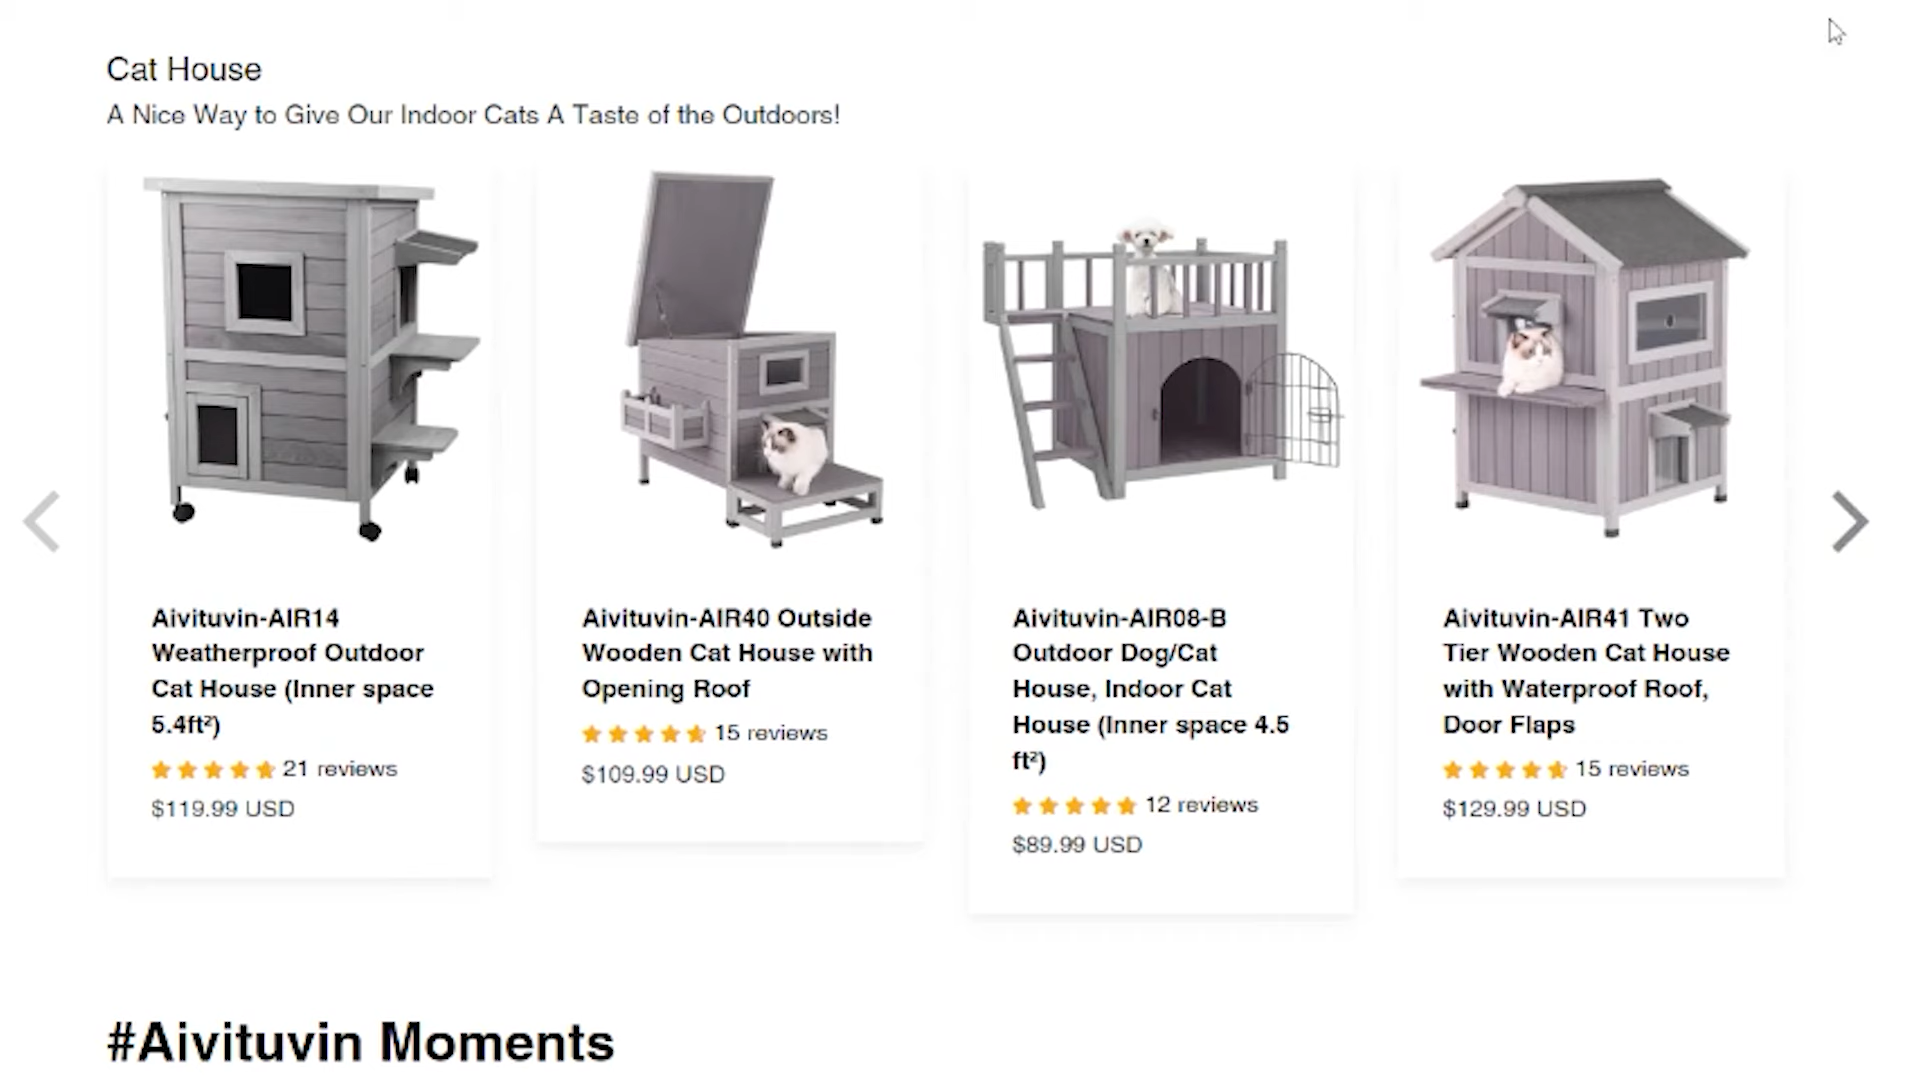 Cat House
A Nice Way to Give Our Indoor Cats A Taste of the Outdoors!
Aivituvin-AIR14
Weatherproof Outdoor
Cat House (Inner space
5.4ft²)
21 reviews
$119.99 USD
Aivituvin-AIR40 Outside
Wooden Cat House with
Opening Roof
15 reviews
$109.99 USD
Aivituvin-AIR08-B
Outdoor Dog/Cat
House, Indoor Cat
House (Inner space 4.5
ft²)
12 reviews
$89.99 USD
Aivituvin-AIR41 Two
Tier Wooden Cat House
with Waterproof Roof,
Door Flaps
15 reviews
$129.99 USD
#Aivituvin Moments